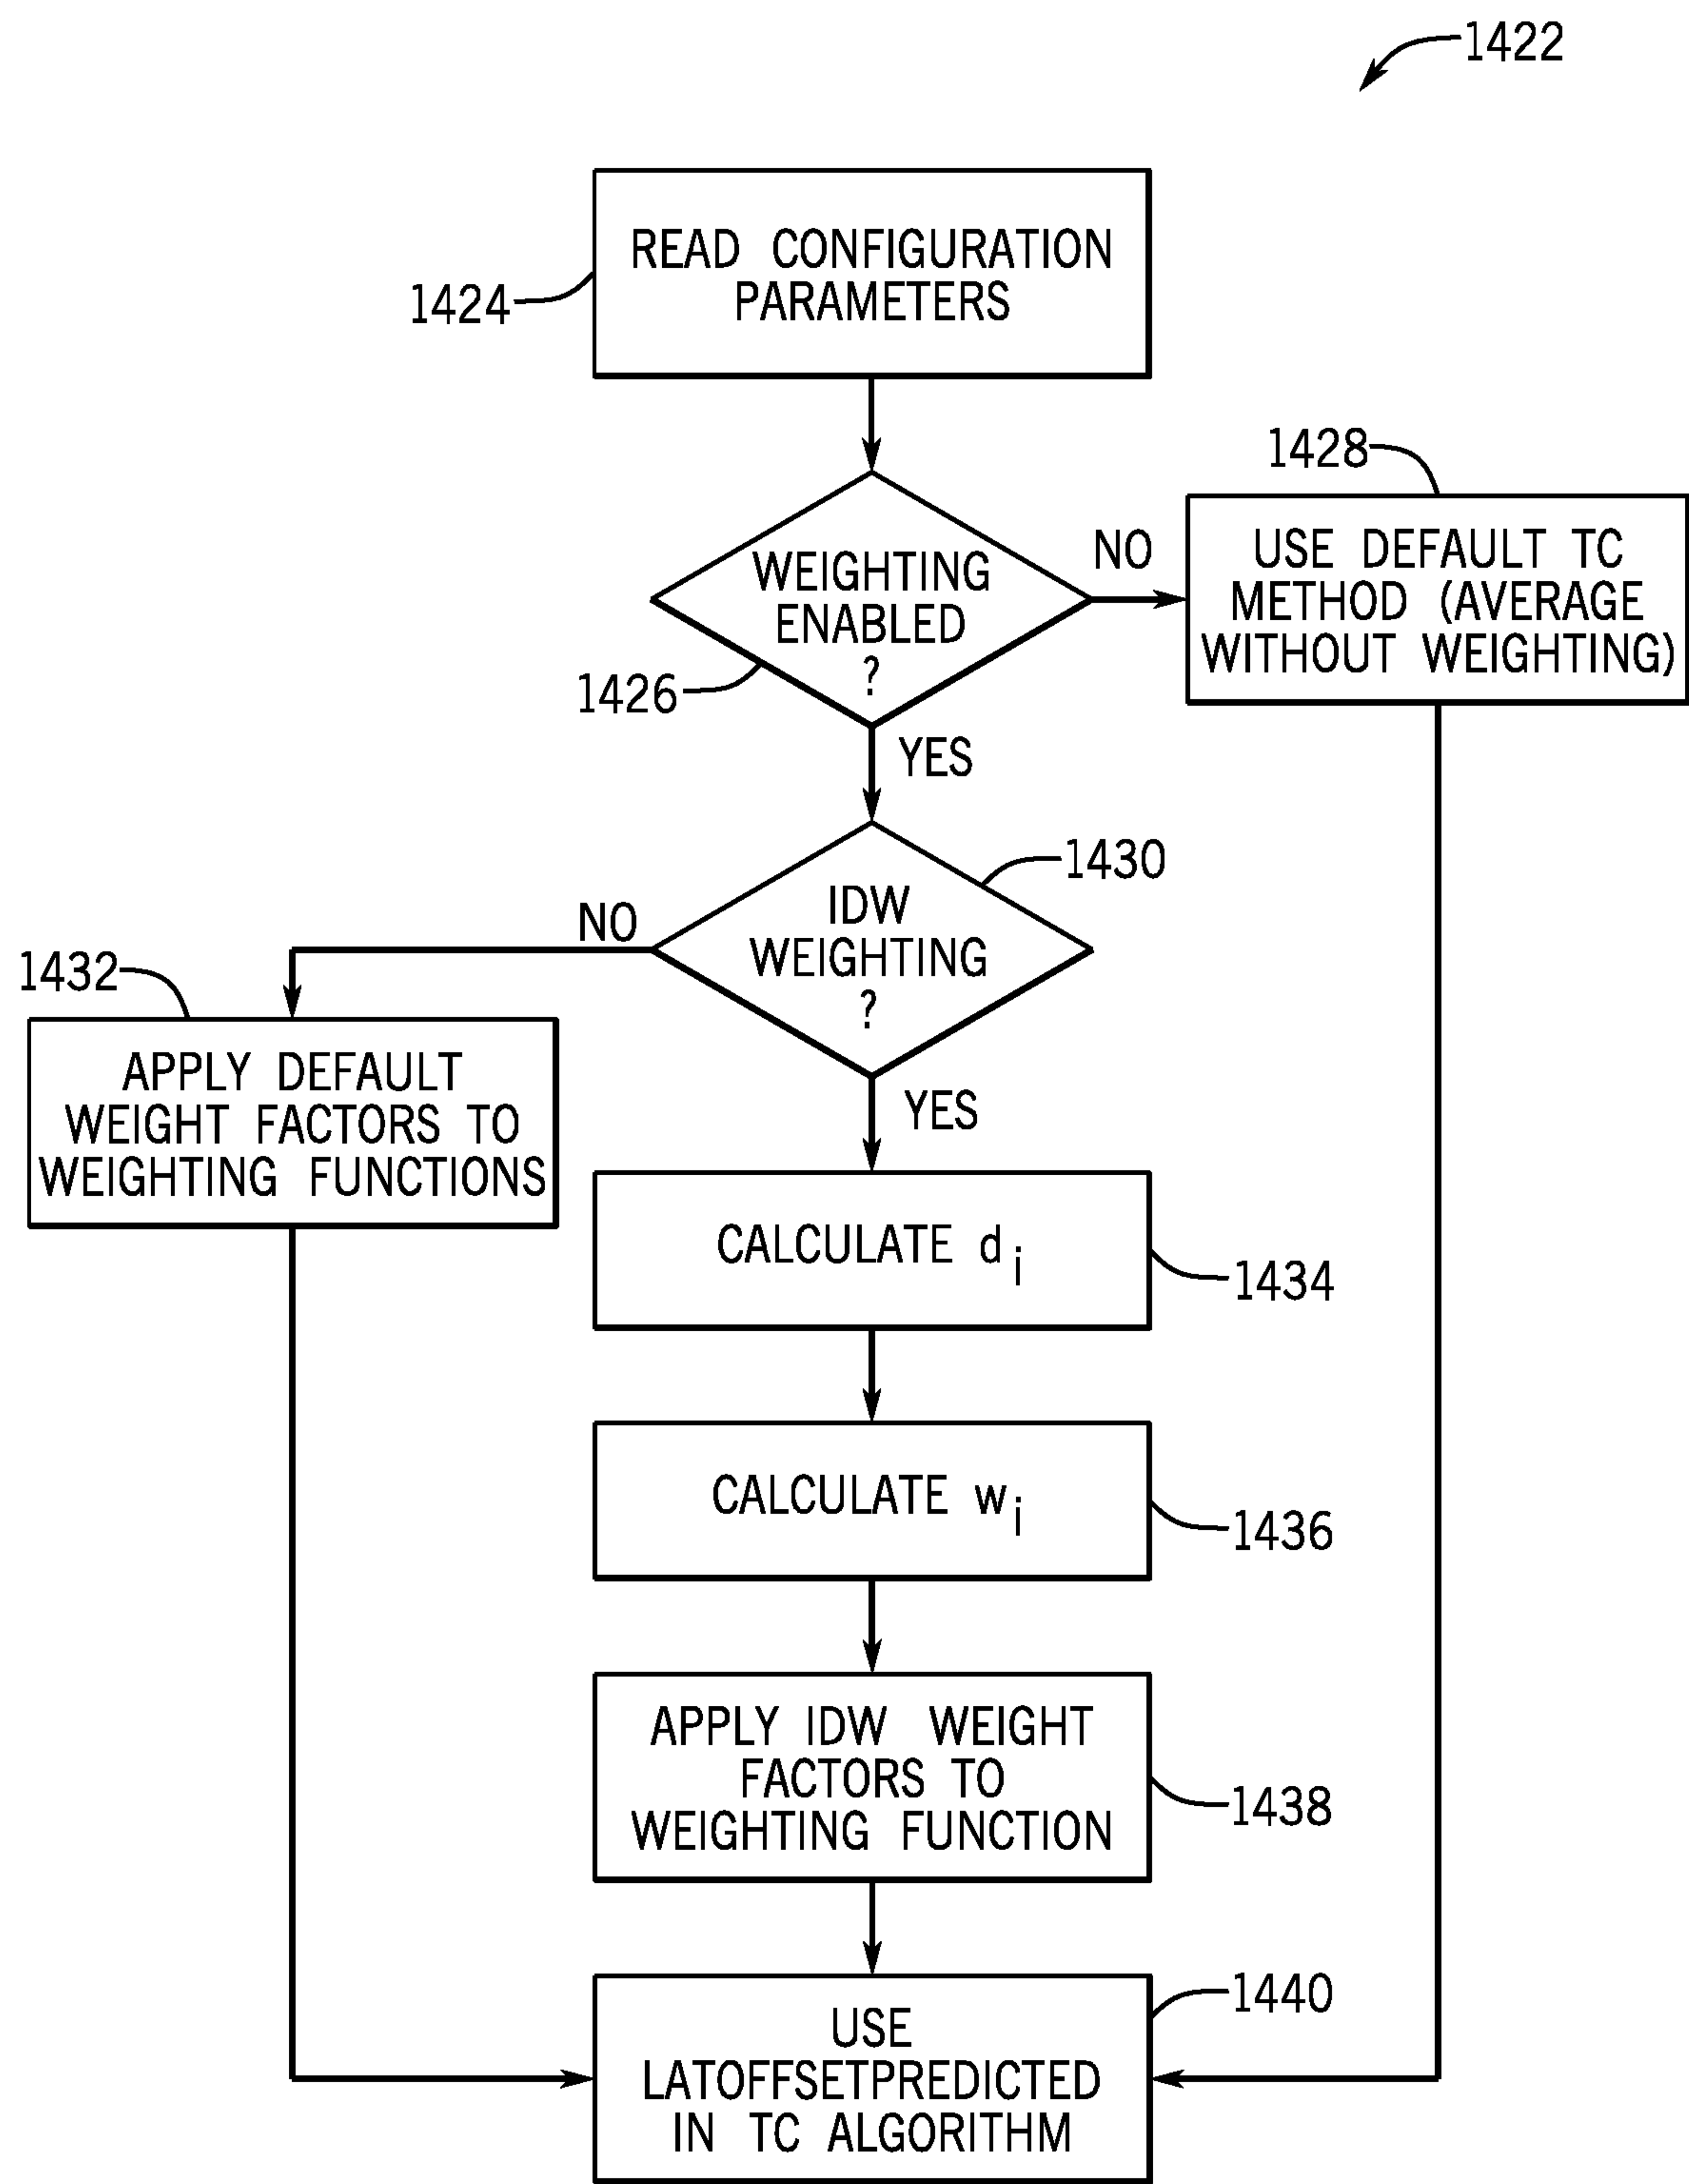 1422
READ CONFIGURATION
PARAMETERS
1424
1428
WEIGHTING
ENABLED
?
1426
NO
USE DEFAULT TC
METHOD (AVERAGE
WITHOUT WEIGHTING)
YES
1430
IDW
WEIGHTING
?
NO
1432
APPLY DEFAULT
WEIGHT FACTORS TO
WEIGHTING FUNCTIONS
YES
CALCULATE di
1434
CALCULATE wi
1436
APPLY IDW WEIGHT
FACTORS TO
WEIGHTING FUNCTION
1438
1440
USE
LATOFFSETPREDICTED
IN TC ALGORITHM